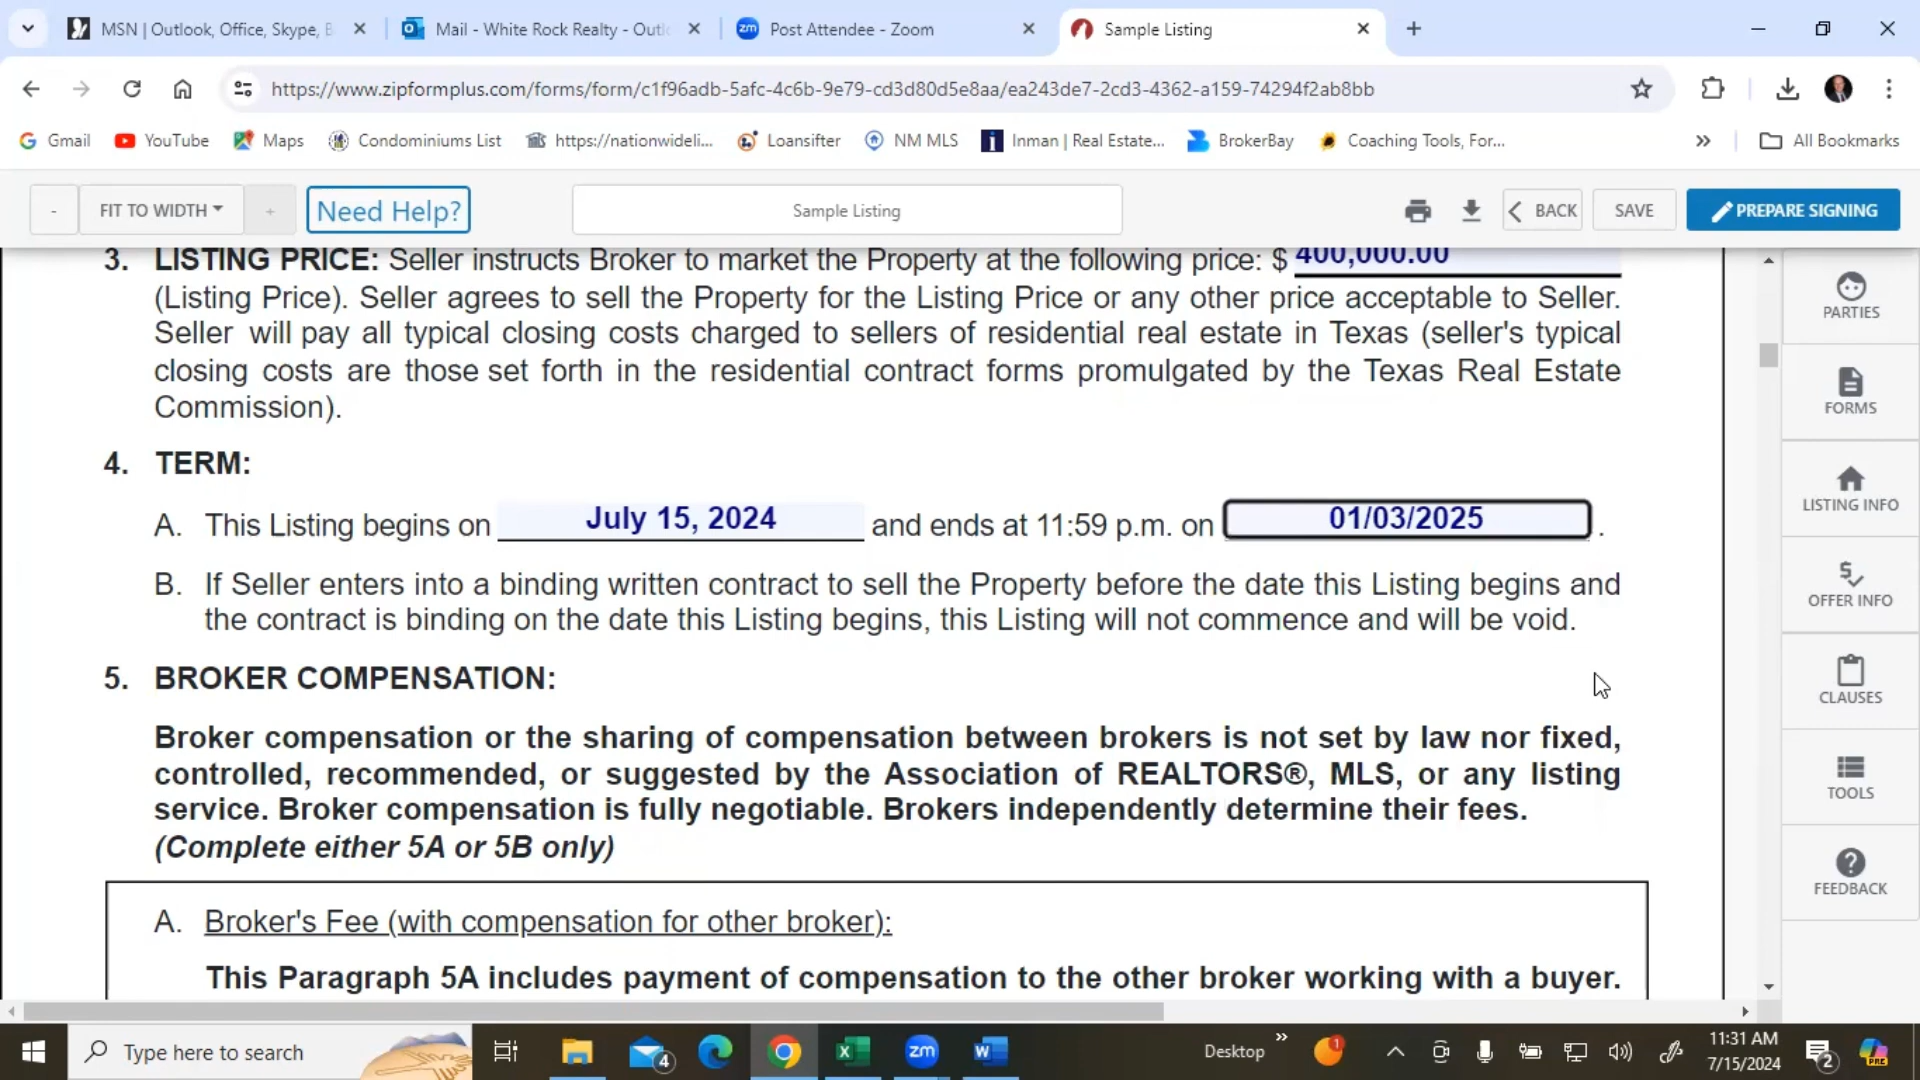 MSN | Outlook, Office, Skype, B
Mail - White Rock Realty - Outlo
zm Post Attendee - Zoom
Sample Listing
https://www.zipformplus.com/forms/form/c1f96adb-5afc-4c6b-9e79-cd3d80d5e8aa/ea243de7-2cd3-4362-a159-74294f2ab8bb
Gmail YouTube Maps Condominiums List https://nationwideli... Loansifter NM MLS Inman | Real Estate... BrokerBay Coaching Tools, For... » All Bookmarks
- FIT TO WIDTH + Need Help? Sample Listing BACK SAVE PREPARE SIGNING
3. LISTING PRICE: Seller instructs Broker to market the Property at the following price: $ 400,000.00
(Listing Price). Seller agrees to sell the Property for the Listing Price or any other price acceptable to Seller.
Seller will pay all typical closing costs charged to sellers of residential real estate in Texas (seller's typical
closing costs are those set forth in the residential contract forms promulgated by the Texas Real Estate
Commission).
4. TERM:
A. This Listing begins on July 15, 2024 and ends at 11:59 p.m. on 01/03/2025 .
B. If Seller enters into a binding written contract to sell the Property before the date this Listing begins and
the contract is binding on the date this Listing begins, this Listing will not commence and will be void.
5. BROKER COMPENSATION:
Broker compensation or the sharing of compensation between brokers is not set by law nor fixed,
controlled, recommended, or suggested by the Association of REALTORS®, MLS, or any listing
service. Broker compensation is fully negotiable. Brokers independently determine their fees.
(Complete either 5A or 5B only)
A. Broker's Fee (with compensation for other broker):
This Paragraph 5A includes payment of compensation to the other broker working with a buyer.
PARTIES
FORMS
LISTING INFO
OFFER INFO
CLAUSES
TOOLS
FEEDBACK
Type here to search
4
zm
Desktop »
1
11:31 AM
7/15/2024
2
PRE